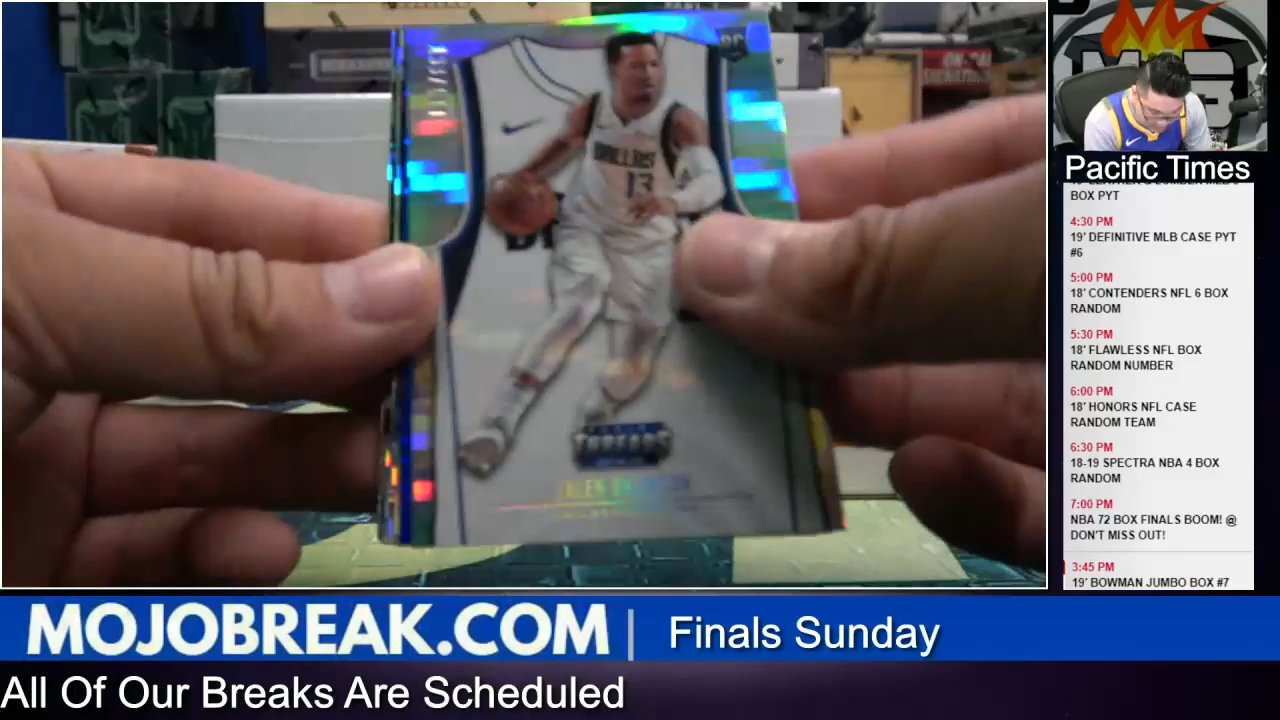 RC
DALLAS
13
THREADS
Pacific Times
BOX PYT
4:30 PM
19' DEFINITIVE MLB CASE PYT
#6
5:00 PM
18' CONTENDERS NFL 6 BOX
RANDOM
5:30 PM
18' FLAWLESS NFL BOX
RANDOM NUMBER
6:00 PM
18' HONORS NFL CASE
RANDOM TEAM
6:30 PM
18-19 SPECTRA NBA 4 BOX
RANDOM
7:00 PM
NBA 72 BOX FINALS BOOM! @
DON'T MISS OUT!
3:45 PM
19' BOWMAN JUMBO BOX #7
MOJOBREAK.COM | Finals Sunday
All Of Our Breaks Are Scheduled